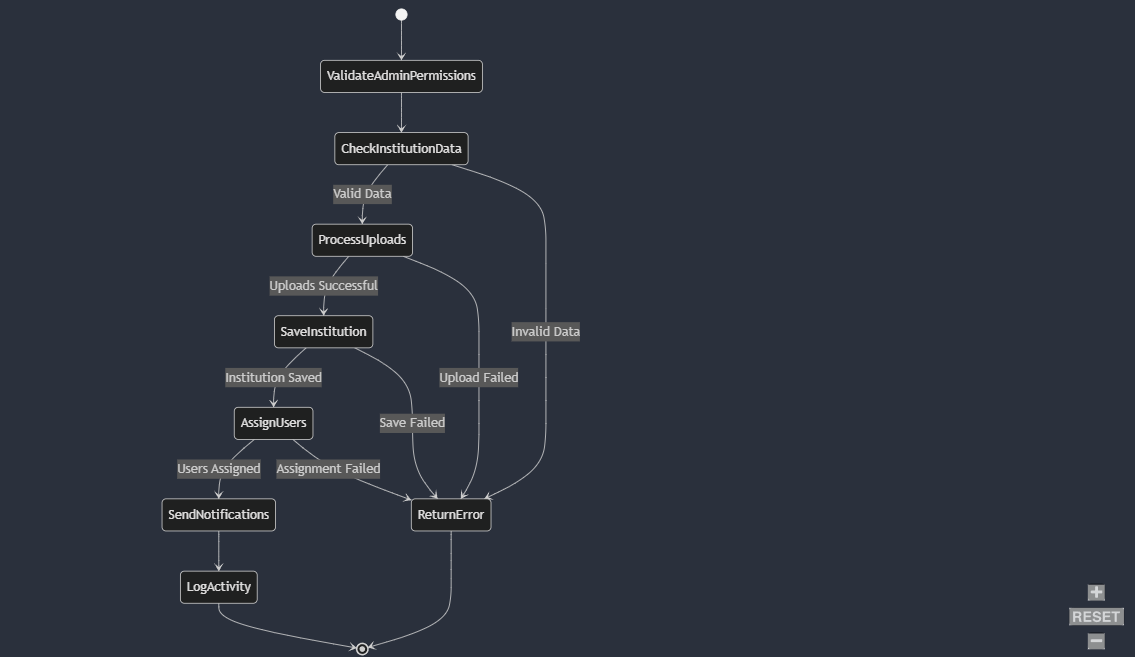 ValidateAdminPermissions
CheckInstitutionData
Valid Data
ProcessUploads
Uploads Successful
SaveInstitution
Invalid Data
Institution Saved
Upload Failed
AssignUsers
Save Failed
Users Assigned
Assignment Failed
SendNotifications
ReturnError
LogActivity
+
RESET
−